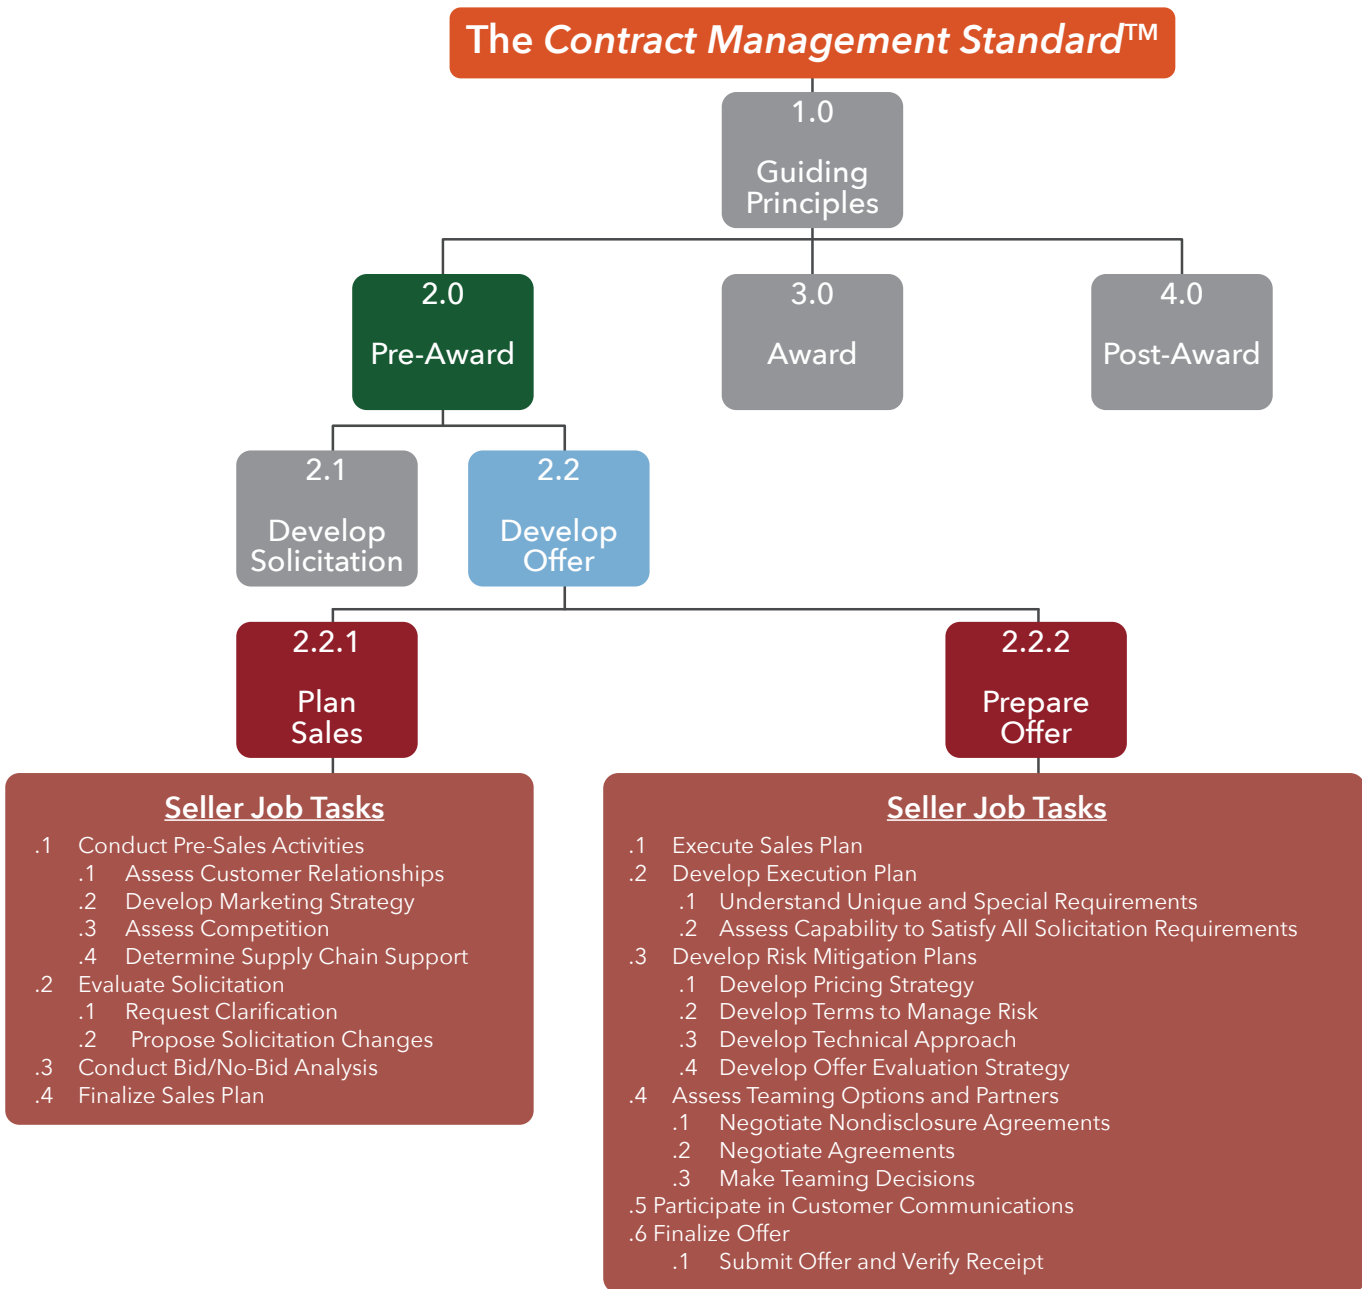 The Contract Management Standard™
1.0
Guiding
Principles
2.0
Pre-Award
3.0
Award
4.0
Post-Award
2.1
Develop
Solicitation
2.2
Develop
Offer
2.2.1
Plan
Sales
2.2.2
Prepare
Offer
Seller Job Tasks
.1 Conduct Pre-Sales Activities
.1 Assess Customer Relationships
.2 Develop Marketing Strategy
.3 Assess Competition
.4 Determine Supply Chain Support
.2 Evaluate Solicitation
.1 Request Clarification
.2 Propose Solicitation Changes
.3 Conduct Bid/No-Bid Analysis
.4 Finalize Sales Plan
Seller Job Tasks
.1 Execute Sales Plan
.2 Develop Execution Plan
.1 Understand Unique and Special Requirements
.2 Assess Capability to Satisfy All Solicitation Requirements
.3 Develop Risk Mitigation Plans
.1 Develop Pricing Strategy
.2 Develop Terms to Manage Risk
.3 Develop Technical Approach
.4 Develop Offer Evaluation Strategy
.4 Assess Teaming Options and Partners
.1 Negotiate Nondisclosure Agreements
.2 Negotiate Agreements
.3 Make Teaming Decisions
.5 Participate in Customer Communications
.6 Finalize Offer
.1 Submit Offer and Verify Receipt